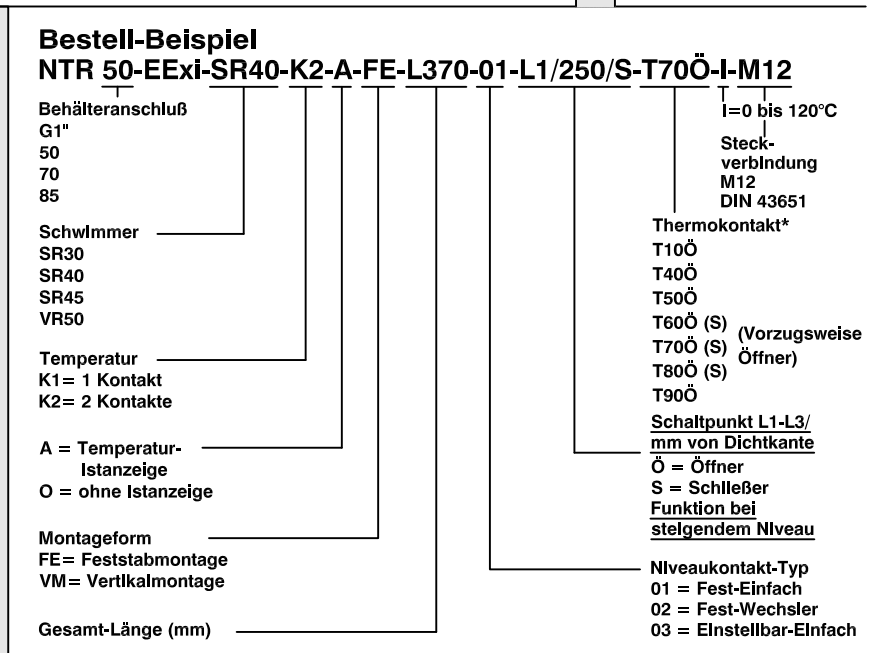 Bestell-Beispiel
NTR 50-EExi-SR40-K2-A-FE-L370-01-L1/250/S-T70Ö-I-M12
Behälteranschluß
G1"
50
70
85
Schwimmer
SR30
SR40
SR45
VR50
Temperatur
K1= 1 Kontakt
K2= 2 Kontakte
A = Temperatur-
Istanzeige
O = ohne Istanzeige
Montageform
FE= Feststabmontage
VM= Vertikalmontage
Gesamt-Länge (mm)
I=0 bis 120°C
Steck-
verbindung
M12
DIN 43651
Thermokontakt*
T10Ö
T40Ö
T50Ö
T60Ö (S)
T70Ö (S)
T80Ö (S)
T90Ö
(Vorzugsweise
Öffner)
Schaltpunkt L1-L3/
mm von Dichtkante
Ö = Öffner
S = Schließer
Funktion bei
steigendem Niveau
Niveaukontakt-Typ
01 = Fest-Einfach
02 = Fest-Wechsler
03 = Einstellbar-Einfach